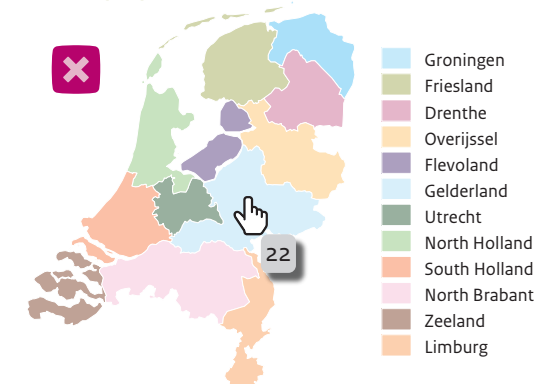 Groningen
Friesland
Drenthe
Overijssel
Flevoland
Gelderland
Utrecht
North Holland
22
South Holland
North Brabant
Zeeland
Limburg